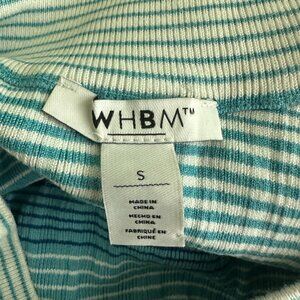 WHBM™
S
MADE IN
CHINA
HECHO EN
CHINA
FABRIQUÉ EN
CHINE